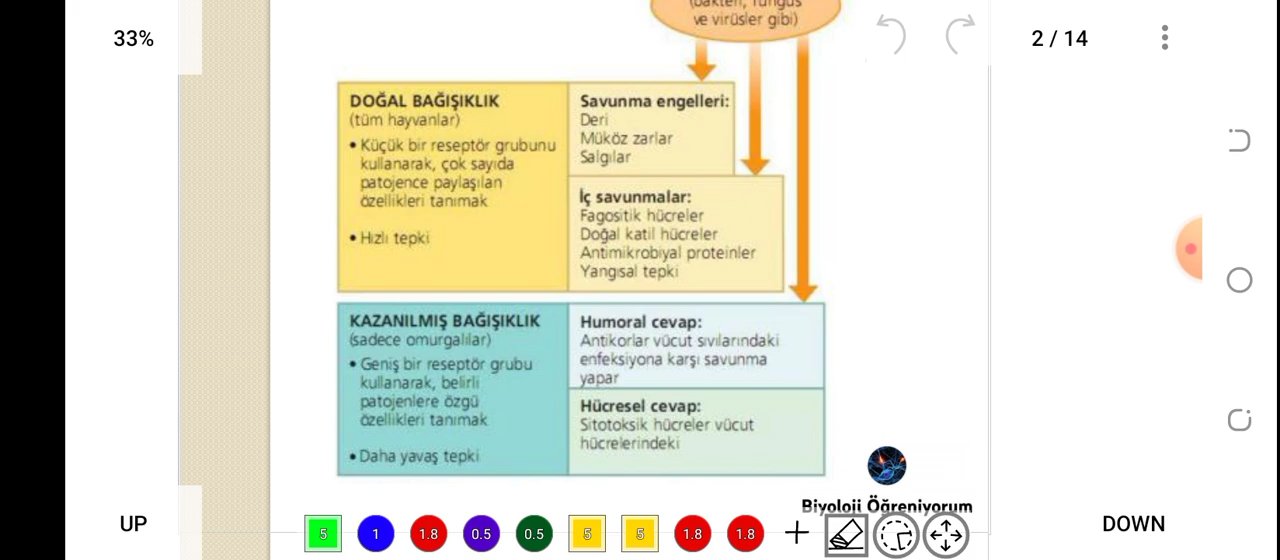 33%
2 / 14
(bakteri, fungus
ve virüsler gibi)
DOĞAL BAĞIŞIKLIK
(tüm hayvanlar)
• Küçük bir reseptör grubunu
kullanarak, çok sayıda
patojence paylaşılan
özellikleri tanımak
• Hızlı tepki
Savunma engelleri:
Deri
Müköz zarlar
Salgılar
İç savunmalar:
Fagositik hücreler
Doğal katil hücreler
Antimikrobiyal proteinler
Yangısal tepki
KAZANILMIŞ BAĞIŞIKLIK
(sadece omurgalılar)
• Geniş bir reseptör grubu
kullanarak, belirli
patojenlere özgü
özellikleri tanımak
• Daha yavaş tepki
Humoral cevap:
Antikorlar vücut sıvılarındaki
enfeksiyona karşı savunma
yapar
Hücresel cevap:
Sitotoksik hücreler vücut
hücrelerindeki
Biyoloji Öğreniyorum
UP
5
1
1.8
0.5
0.5
5
5
1.8
1.8
DOWN